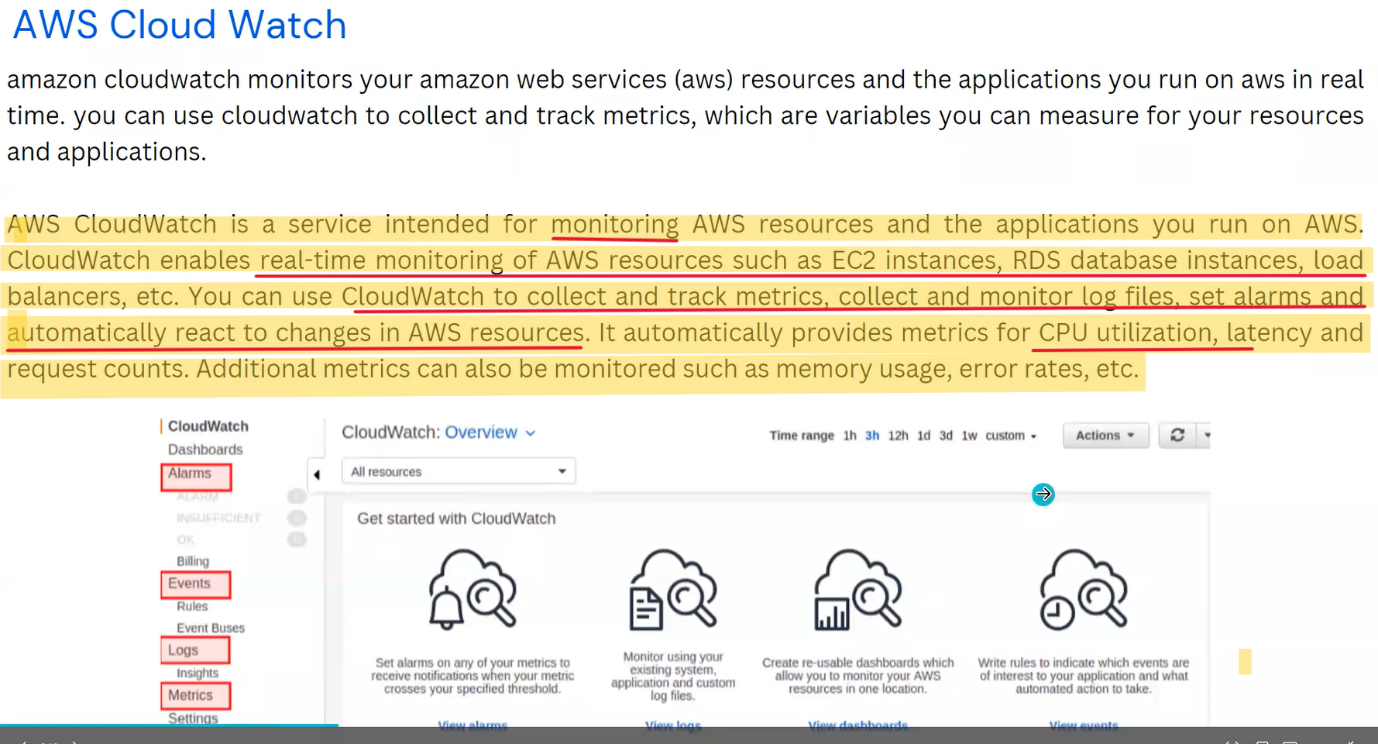 AWS Cloud Watch
amazon cloudwatch monitors your amazon web services (aws) resources and the applications you run on aws in real
time. you can use cloudwatch to collect and track metrics, which are variables you can measure for your resources
and applications.
AWS CloudWatch is a service intended for monitoring AWS resources and the applications you run on AWS.
CloudWatch enables real-time monitoring of AWS resources such as EC2 instances, RDS database instances, load
balancers, etc. You can use CloudWatch to collect and track metrics, collect and monitor log files, set alarms and
automatically react to changes in AWS resources. It automatically provides metrics for CPU utilization, latency and
request counts. Additional metrics can also be monitored such as memory usage, error rates, etc.
CloudWatch
Dashboards
Alarms
ALARM
INSUFFICIENT
OK
Billing
Events
Rules
Event Buses
Logs
Insights
Metrics
Settings
CloudWatch: Overview
Time range 1h 3h 12h 1d 3d 1w custom
Actions
All resources
Get started with CloudWatch
Set alarms on any of your metrics to
receive notifications when your metric
crosses your specified threshold.
View alarms
Monitor using your
existing system,
application and custom
log files.
View logs
Create re-usable dashboards which
allow you to monitor your AWS
resources in one location.
View dashboards
Write rules to indicate which events are
of interest to your application and what
automated action to take.
View events